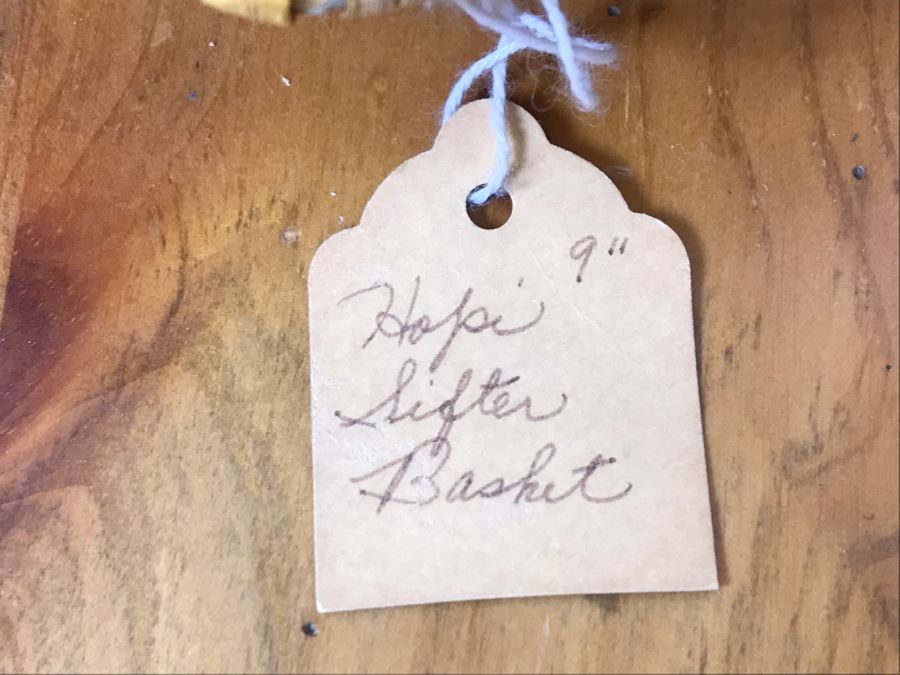 9"
Hopi
Sifter
Basket